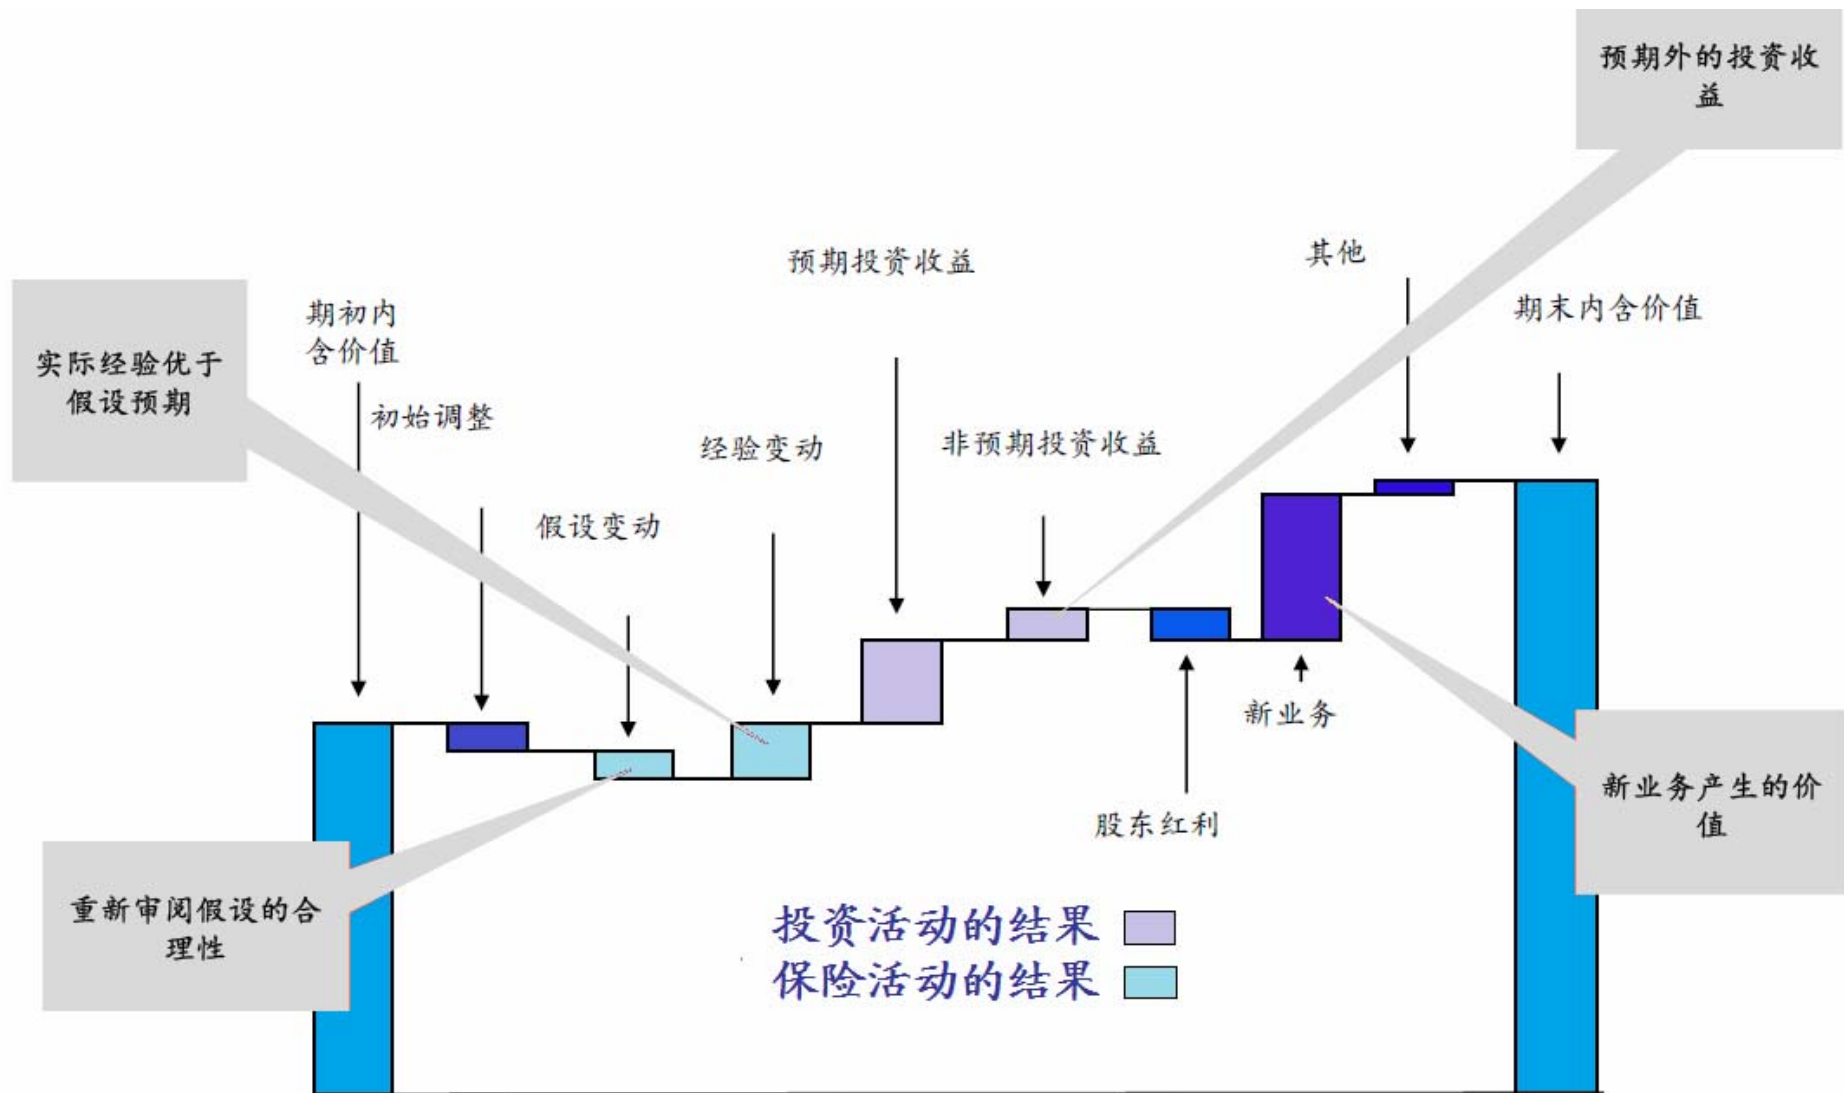 预期外的投资收
益
其他
预期投资收益
期末内含价值
期初内
含价值
实际经验优于
假设预期
初始调整
经验变动
非预期投资收益
假设变动
新业务
新业务产生的价
值
股东红利
重新审阅假设的合
理性
投资活动的结果
保险活动的结果